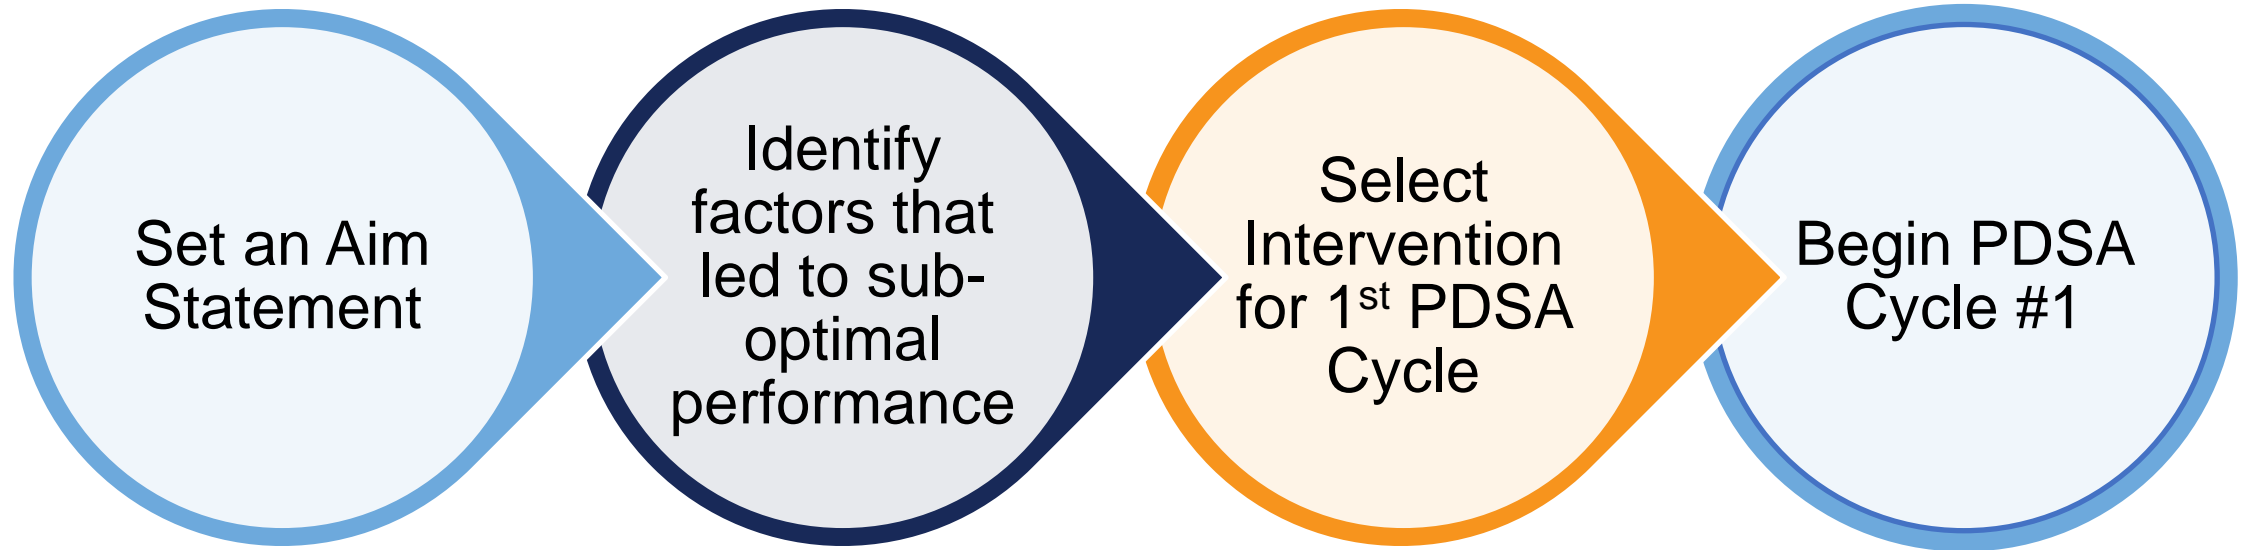 Set an Aim
Statement
Identify
factors that
led to sub-
optimal
performance
Select
Intervention
for 1st PDSA
Cycle
Begin PDSA
Cycle #1